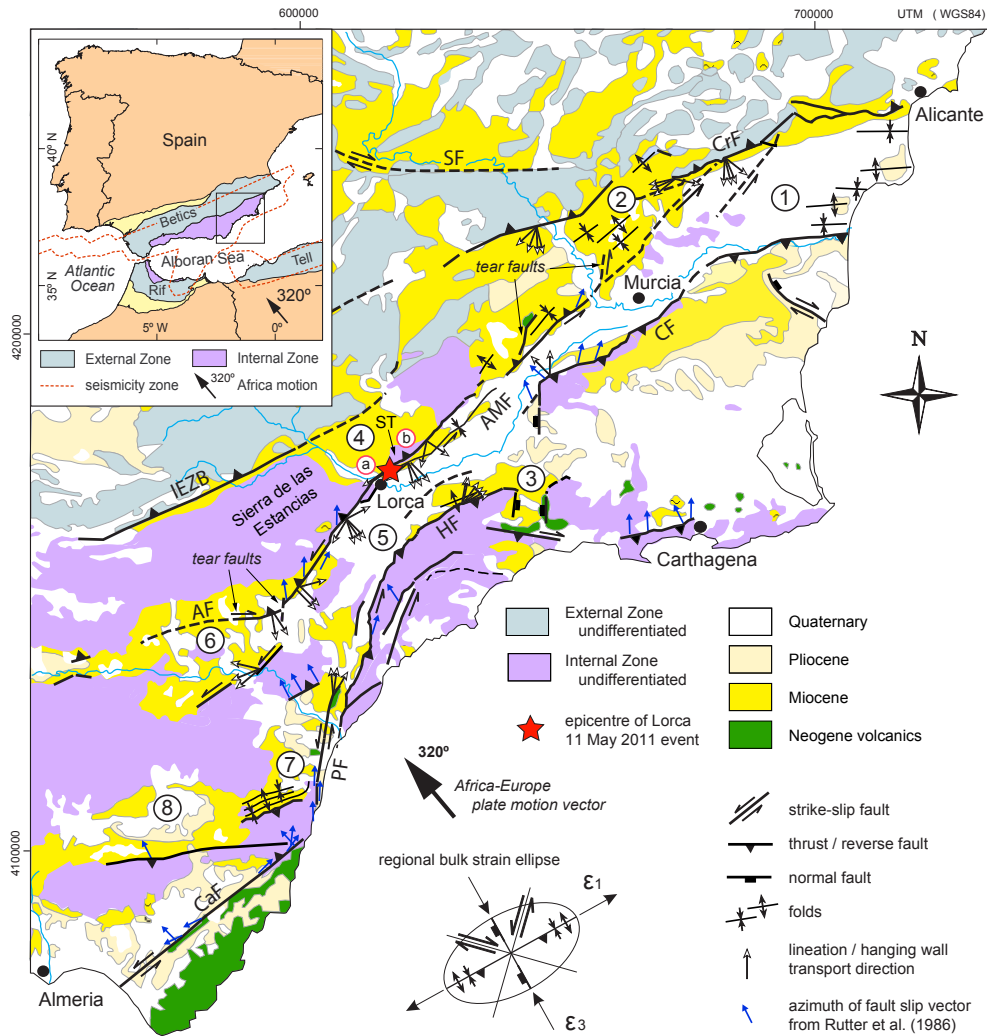 600000
700000
UTM ( WGS84)
Spain
40° N
Betics
Alboran Sea
Tell
Atlantic
Ocean
35° N
Rif
320º
5º W
0°
External Zone
Internal Zone
seismicity zone
320º
Africa motion
4200000
4100000
Alicante
CrF
SF
1
2
tear faults
Murcia
CF
N
AMF
ST
4
b
a
Lorca
3
IEZB
Sierra de las
Estancias
5
HF
Carthagena
tear faults
AF
6
PF
7
8
CaF
Almeria
External Zone
undifferentiated
Internal Zone
undifferentiated
epicentre of Lorca
11 May 2011 event
Quaternary
Pliocene
Miocene
Neogene volcanics
320º
Africa-Europe
plate motion vector
regional bulk strain ellipse
ε1
ε3
strike-slip fault
thrust / reverse fault
normal fault
folds
lineation / hanging wall
transport direction
azimuth of fault slip vector
from Rutter et al. (1986)